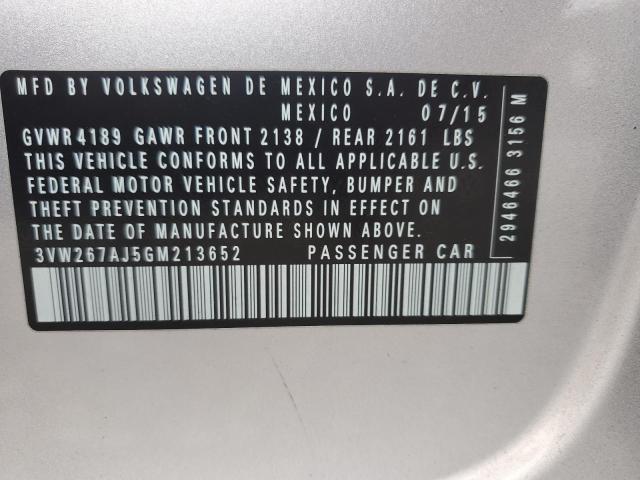 MFD BY VOLKSWAGEN DE MEXICO S.A. DE C.V.
MEXICO 07/15
GVWR 4189 GAWR FRONT 2138 / REAR 2161 LBS
THIS VEHICLE CONFORMS TO ALL APPLICABLE U.S.
FEDERAL MOTOR VEHICLE SAFETY, BUMPER AND
THEFT PREVENTION STANDARDS IN EFFECT ON
THE DATE OF MANUFACTURE SHOWN ABOVE.
3VW267AJ5GM213652 PASSENGER CAR
2946466 3156 M